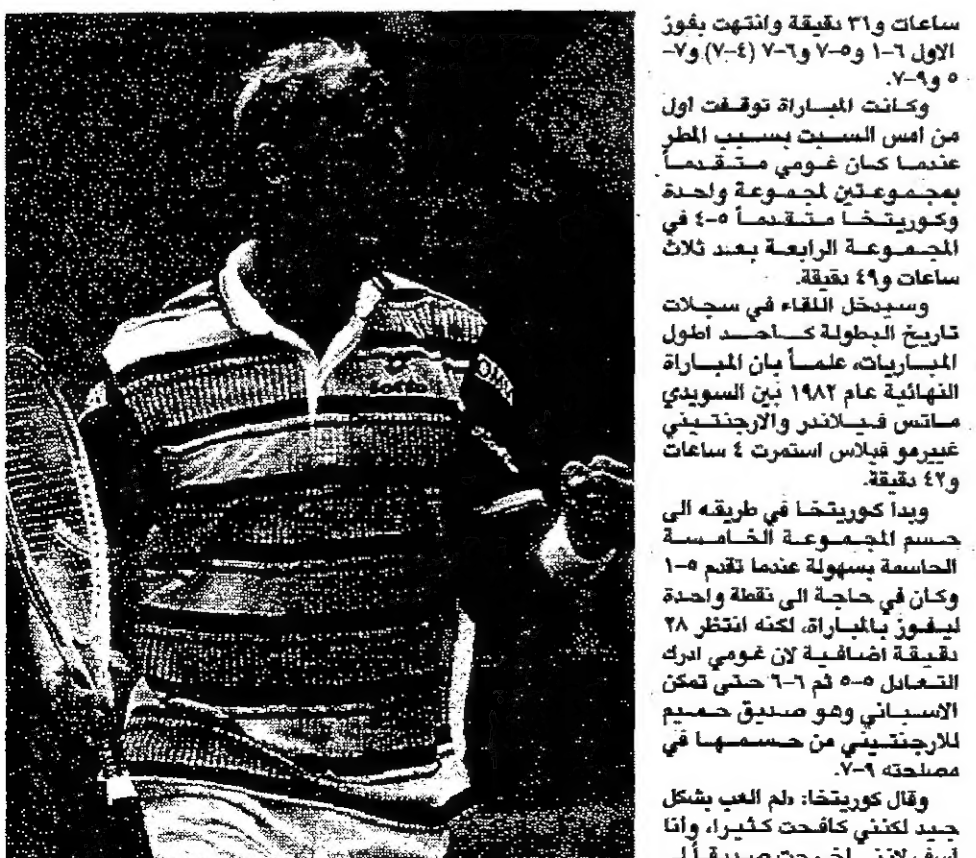 ساعات و٣١ دقيقة وانتهت بفوز
الاول ٦-١ و٥-٧ و٦-٧ (٤-٧) و٧-
٥ و٩-٧.
وكانت المباراة توقفت اول
من امس السبت بسبب المطر
عندما كان غومي متقدماً
بمجموعتين لمجموعة واحدة
وكوريتخا متقدماً ٥-٤ في
المجموعة الرابعة بعد ثلاث
ساعات و٤٩ دقيقة.
وسيدخل اللقاء في سجلات
تاريخ البطولة كأحد اطول
المباريات، علماً بان المباراة
النهائية عام ١٩٨٢ بين السويدي
ماتس فيلاندر والارجنتيني
غييرمو فيلاس استمرت ٤ ساعات
و٤٢ دقيقة.
وبدا كوريتخا في طريقه الى
حسم المجموعة الخامسة
الحاسمة بسهولة عندما تقدم ٥-١
وكان في حاجة الى نقطة واحدة
ليفوز بالمباراة، لكنه انتظر ٢٨
دقيقة اضافية لان غومي ادرك
التعادل ٥-٥ ثم ٦-٦ حتى تمكن
الاسباني وهو صديق حميم
للارجنتيني من حسمها في
مصلحته ٩-٧.
وقال كوريتخا: «لم العب بشكل
جيد لكنني كافحت كثيرا، وانا
اسف لانني اخرجت صديقاً لي